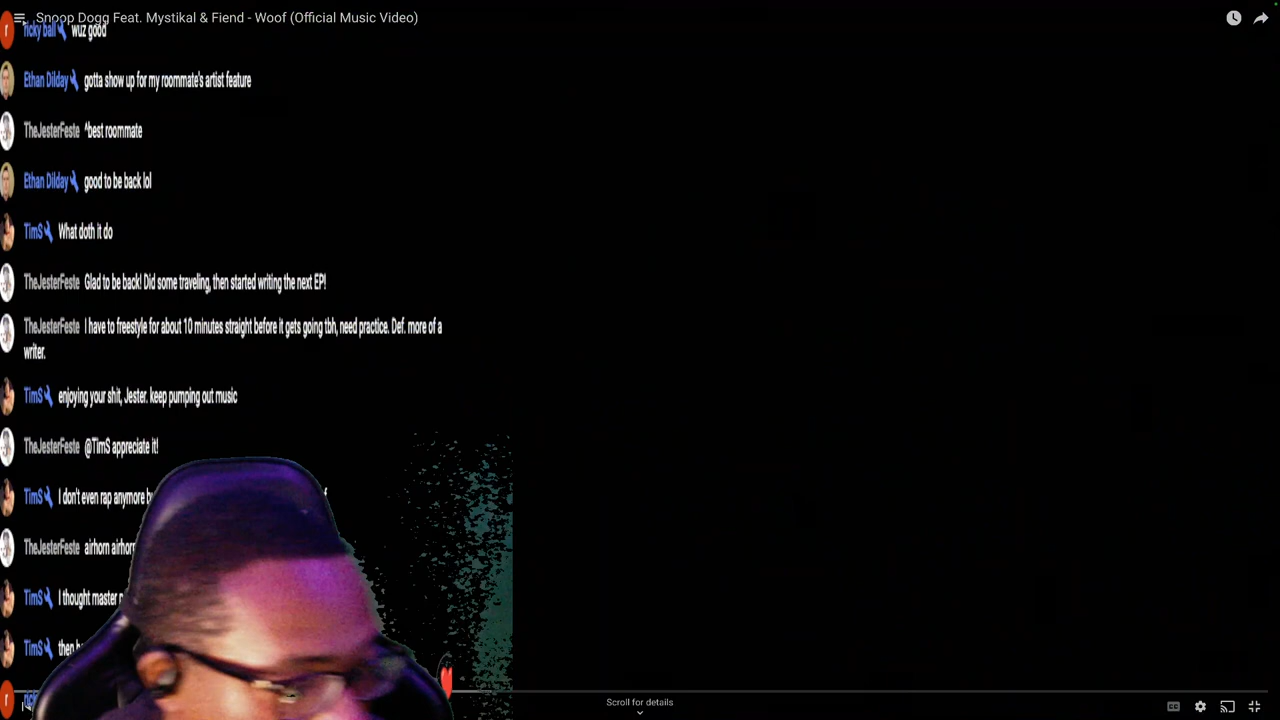 Snoop Dogg Feat. Mystikal & Fiend - Woof (Official Music Video)
ricky ball wuz good
Ethan Dilday gotta show up for my roommate's artist feature
TheJesterFeste ^best roommate
Ethan Dilday good to be back lol
TimS What doth it do
TheJesterFeste Glad to be back! Did some traveling, then started writing the next EP!
TheJesterFeste I have to freestyle for about 10 minutes straight before it gets going tbh, need practice. Def. more of a
writer.
TimS enjoying your shit, Jester. keep pumping out music
TheJesterFeste @TimS appreciate it!
TimS I don't even rap anymore
TheJesterFeste airhorn
TimS I thought master
TimS then
Scroll for details
CC